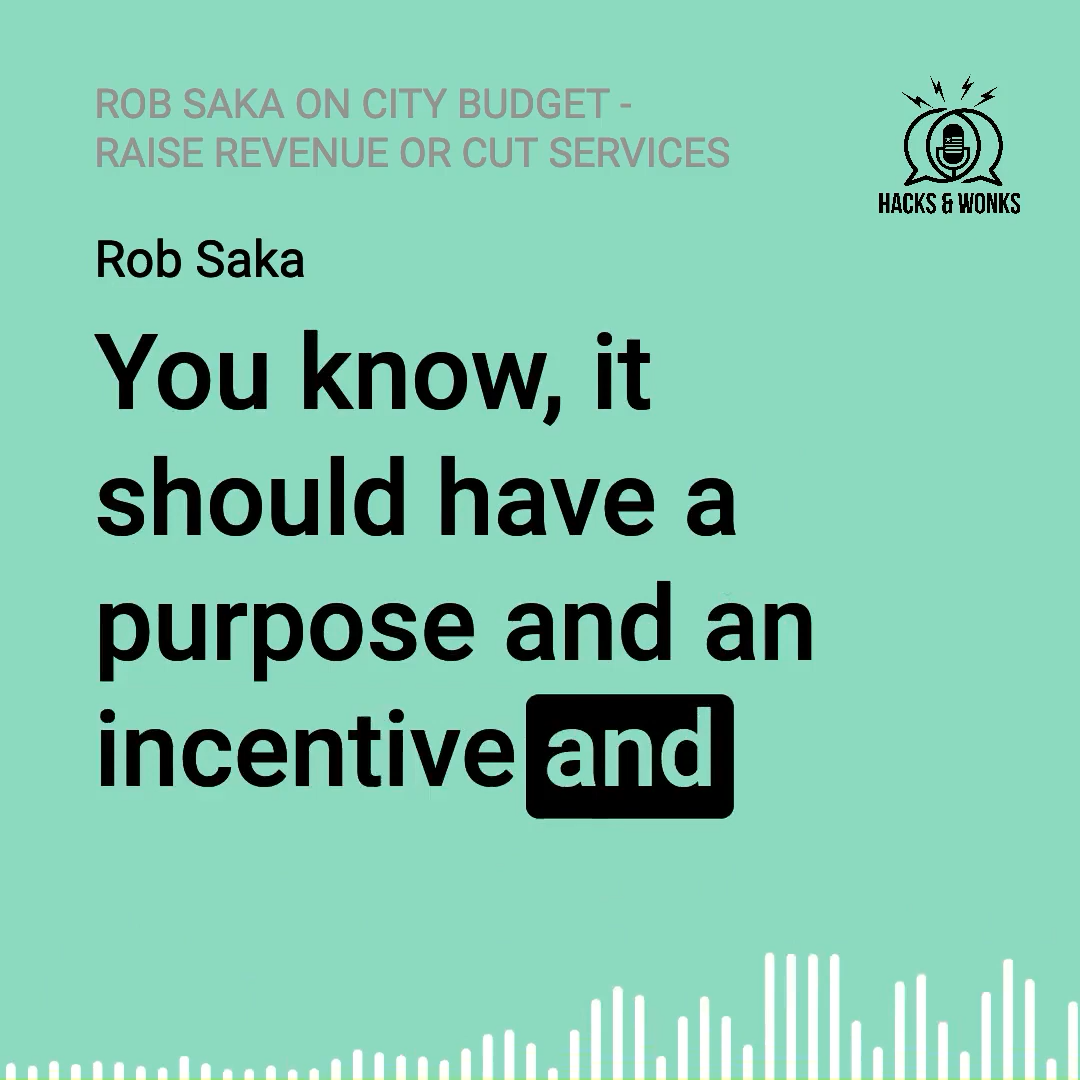 ROB SAKA ON CITY BUDGET -
RAISE REVENUE OR CUT SERVICES
HACKS & WONKS
Rob Saka
You know, it
should have a
purpose and an
incentive and